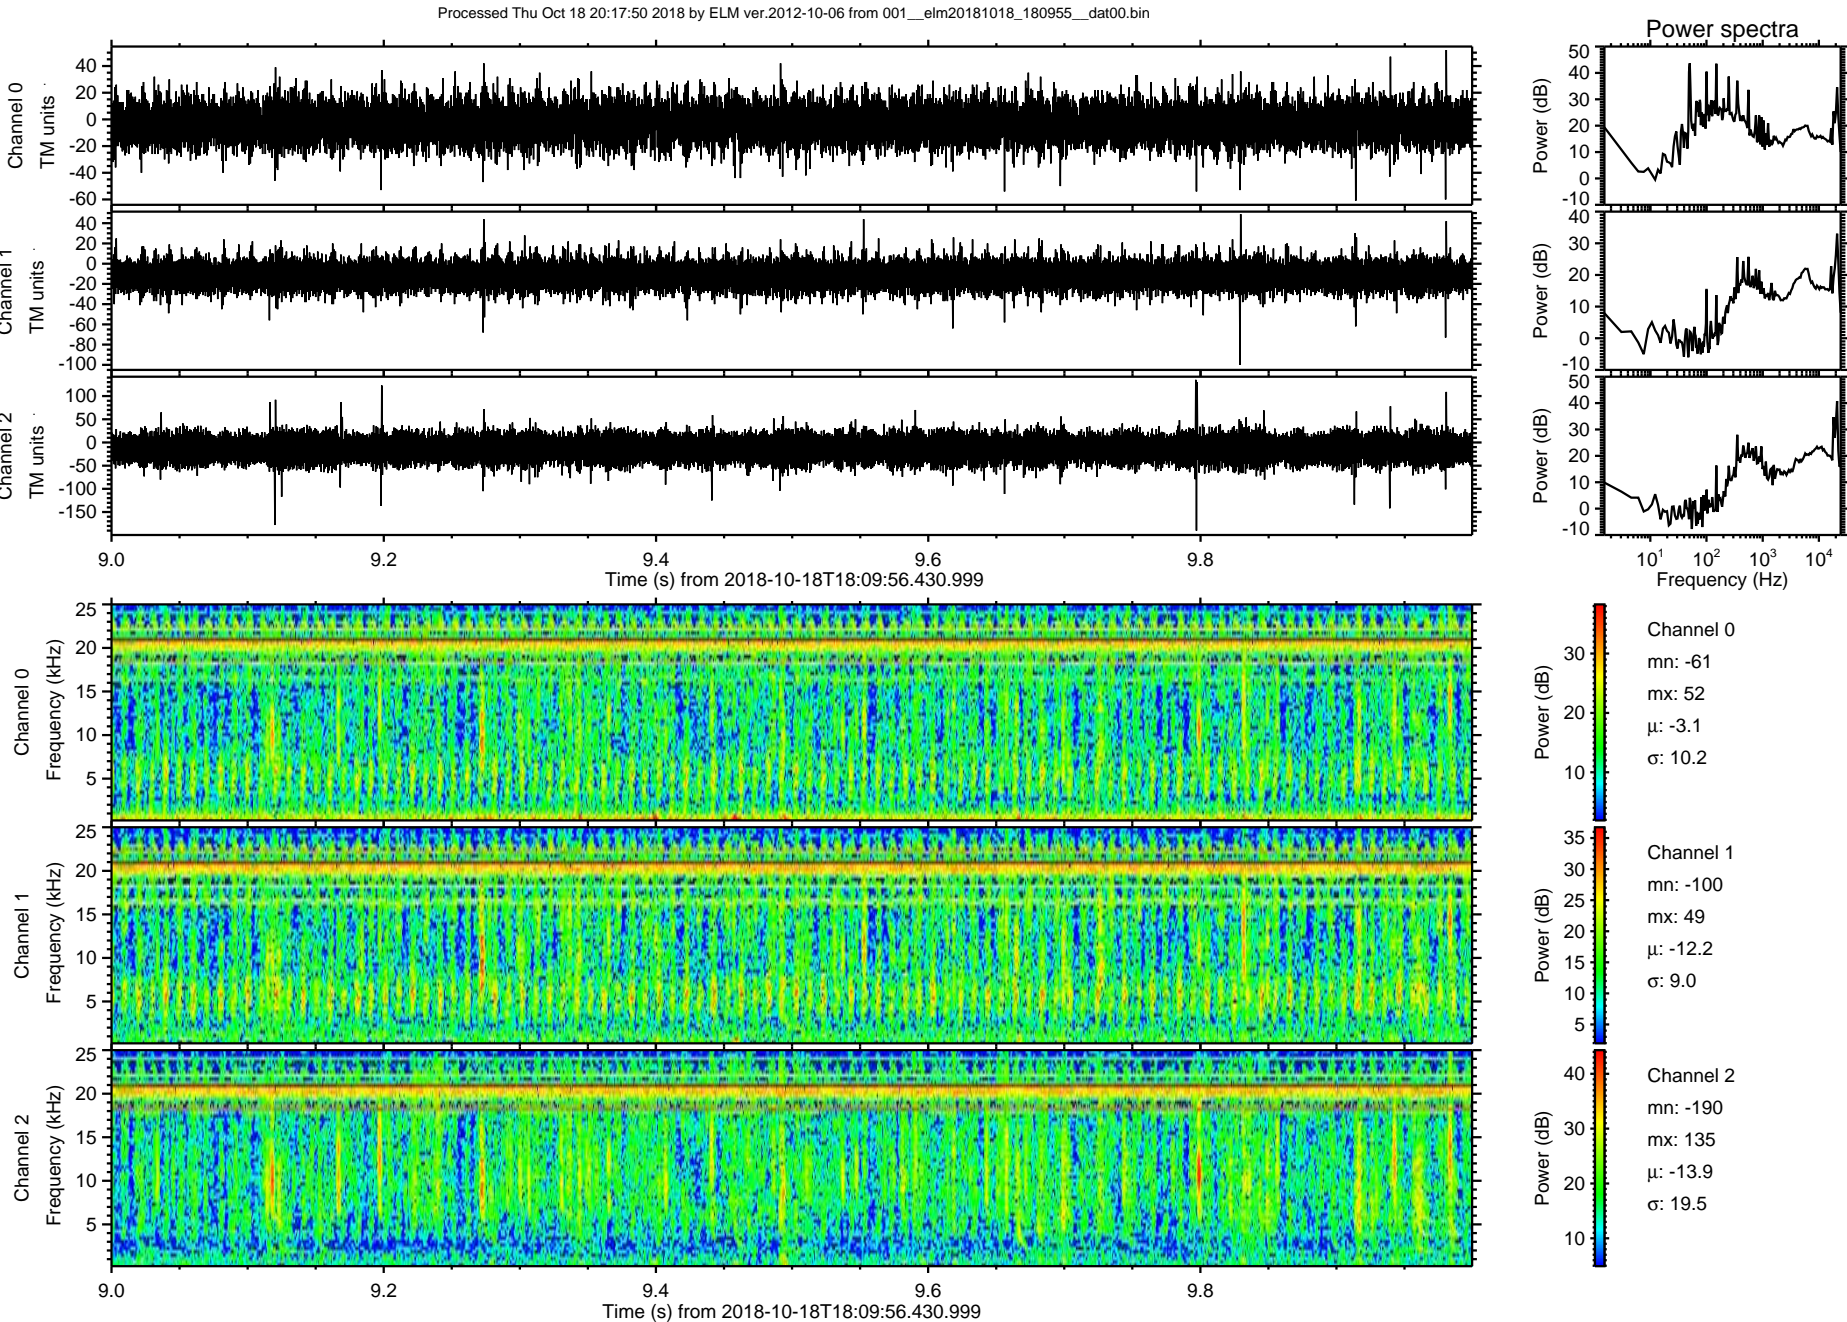 Processed Thu Oct 18 20:17:50 2018 by ELM ver.2012-10-06 from 001__elm20181018_180955__dat00.bin
Power spectra
Channel 0
TM units
40
20
0
-20
-40
-60
Power (dB)
50
40
30
20
10
0
-10
Channel 1
TM units
40
20
0
-20
-40
-60
-80
-100
Power (dB)
40
30
20
10
0
-10
Channel 2
TM units
100
50
0
-50
-100
-150
Power (dB)
50
40
30
20
10
0
-10
9.0 9.2 9.4 9.6 9.8
Time (s) from 2018-10-18T18:09:56.430.999
10¹ 10² 10³ 10⁴
Frequency (Hz)
Channel 0
Frequency (kHz)
25
20
15
10
5
Power (dB)
30
20
10
Channel 0
mn: -61
mx: 52
μ: -3.1
σ: 10.2
Channel 1
Frequency (kHz)
25
20
15
10
5
Power (dB)
35
30
25
20
15
10
5
Channel 1
mn: -100
mx: 49
μ: -12.2
σ: 9.0
Channel 2
Frequency (kHz)
25
20
15
10
5
Power (dB)
40
30
20
10
Channel 2
mn: -190
mx: 135
μ: -13.9
σ: 19.5
9.0 9.2 9.4 9.6 9.8
Time (s) from 2018-10-18T18:09:56.430.999